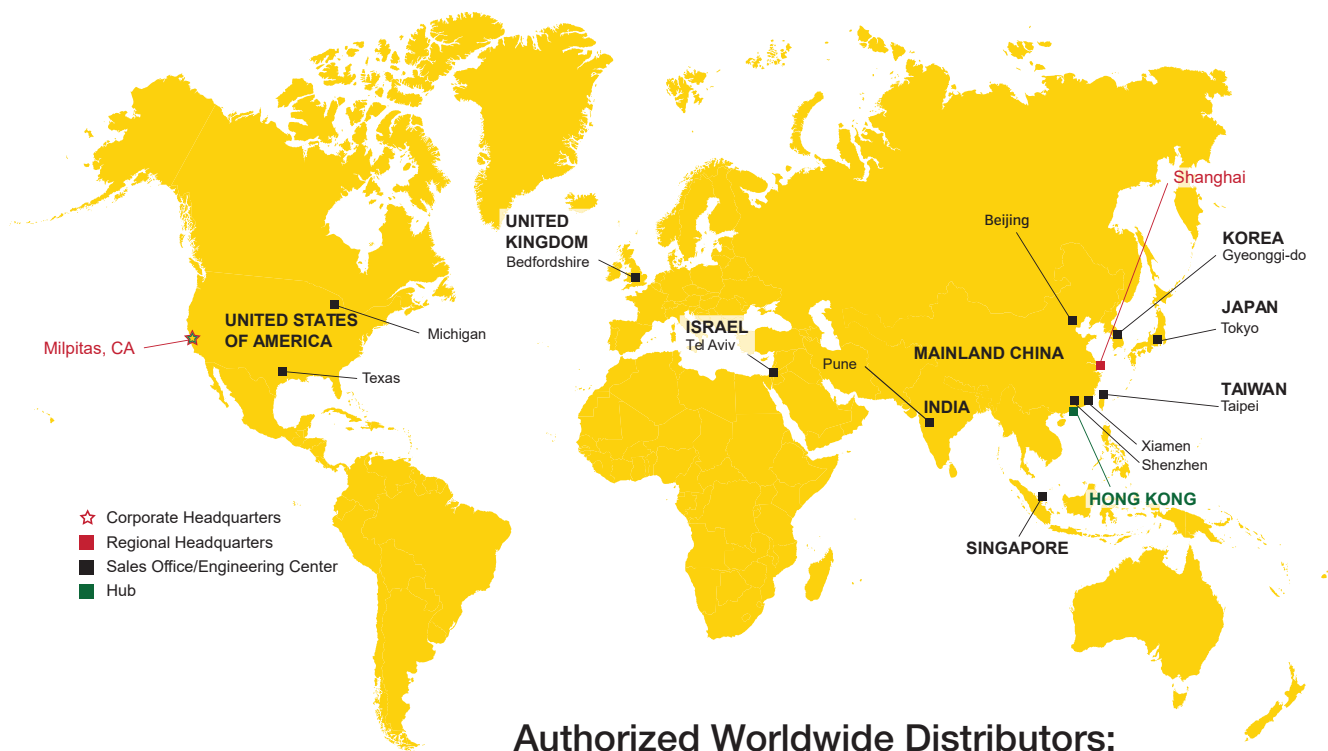 Shanghai
UNITED
KINGDOM
Bedfordshire
Beijing
KOREA
Gyeonggi-do
JAPAN
Tokyo
UNITED STATES
OF AMERICA
Michigan
Milpitas, CA
Texas
ISRAEL
Tel Aviv
MAINLAND CHINA
Pune
INDIA
TAIWAN
Taipei
Xiamen
Shenzhen
HONG KONG
SINGAPORE
Corporate Headquarters
Regional Headquarters
Sales Office/Engineering Center
Hub
Authorized Worldwide Distributors: